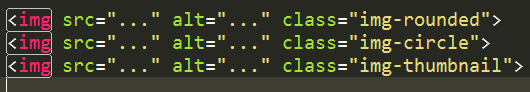 <img src="..." alt="..." class="img-rounded">
<img src="..." alt="..." class="img-circle">
<img src="..." alt="..." class="img-thumbnail">